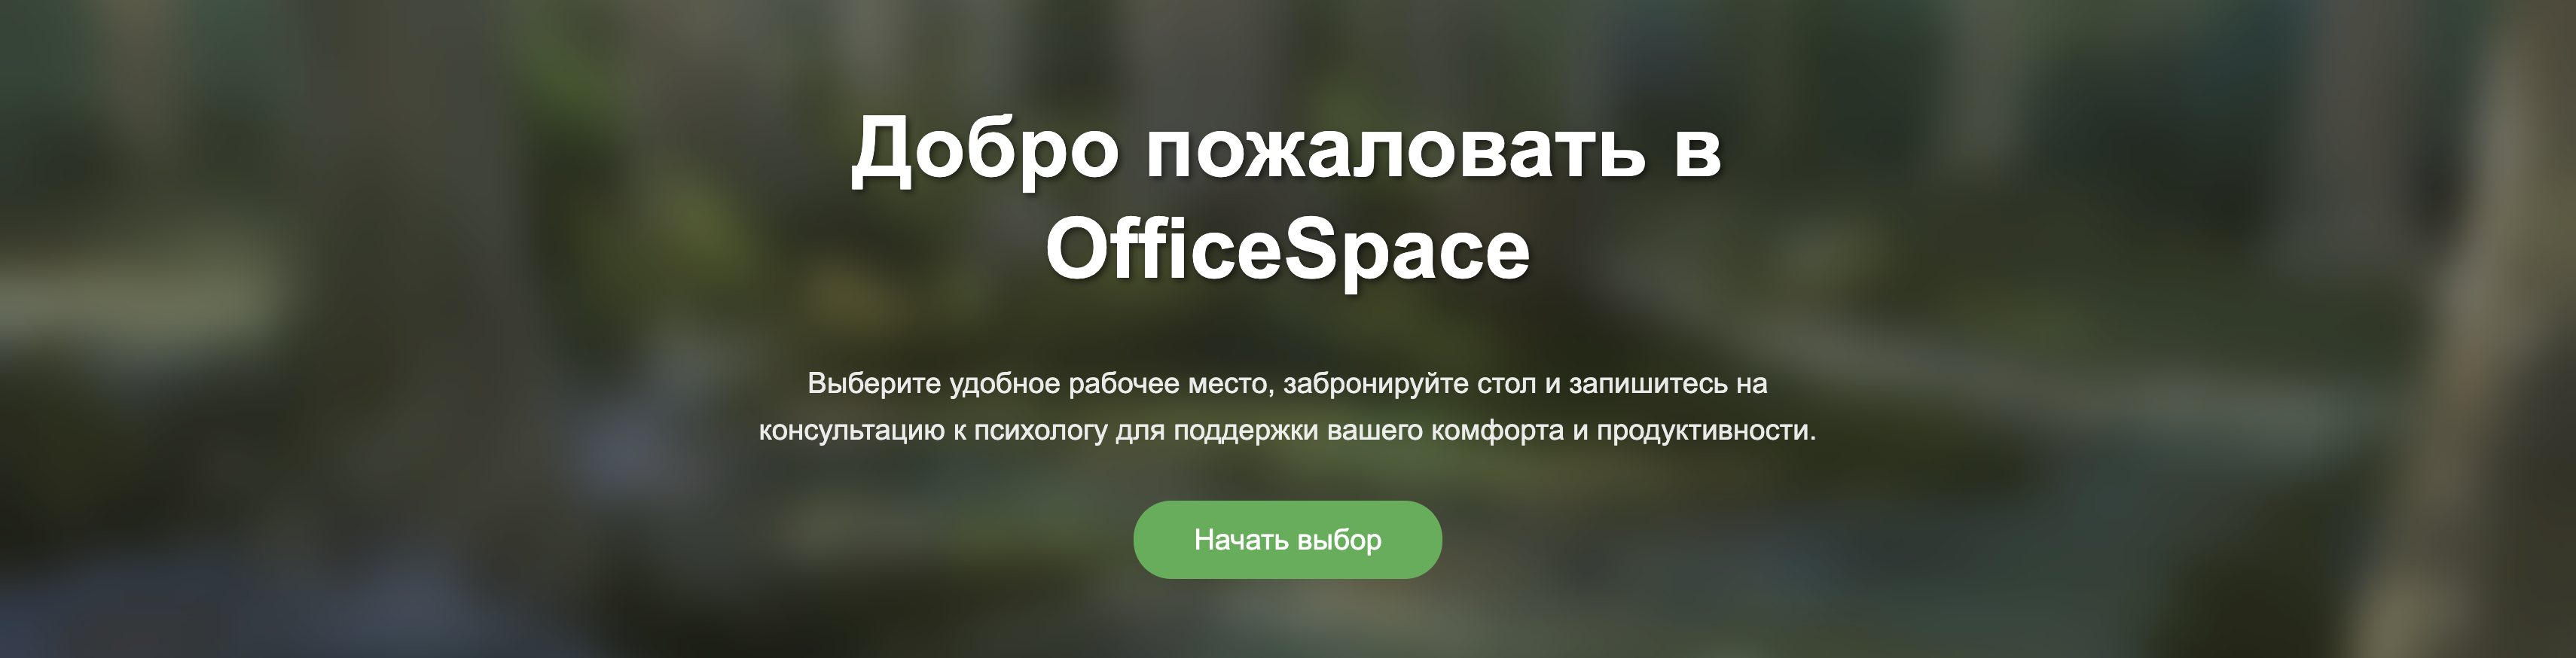 Добро пожаловать в
OfficeSpace
Выберите удобное рабочее место, забронируйте стол и запишитесь на
консультацию к психологу для поддержки вашего комфорта и продуктивности.
Начать выбор